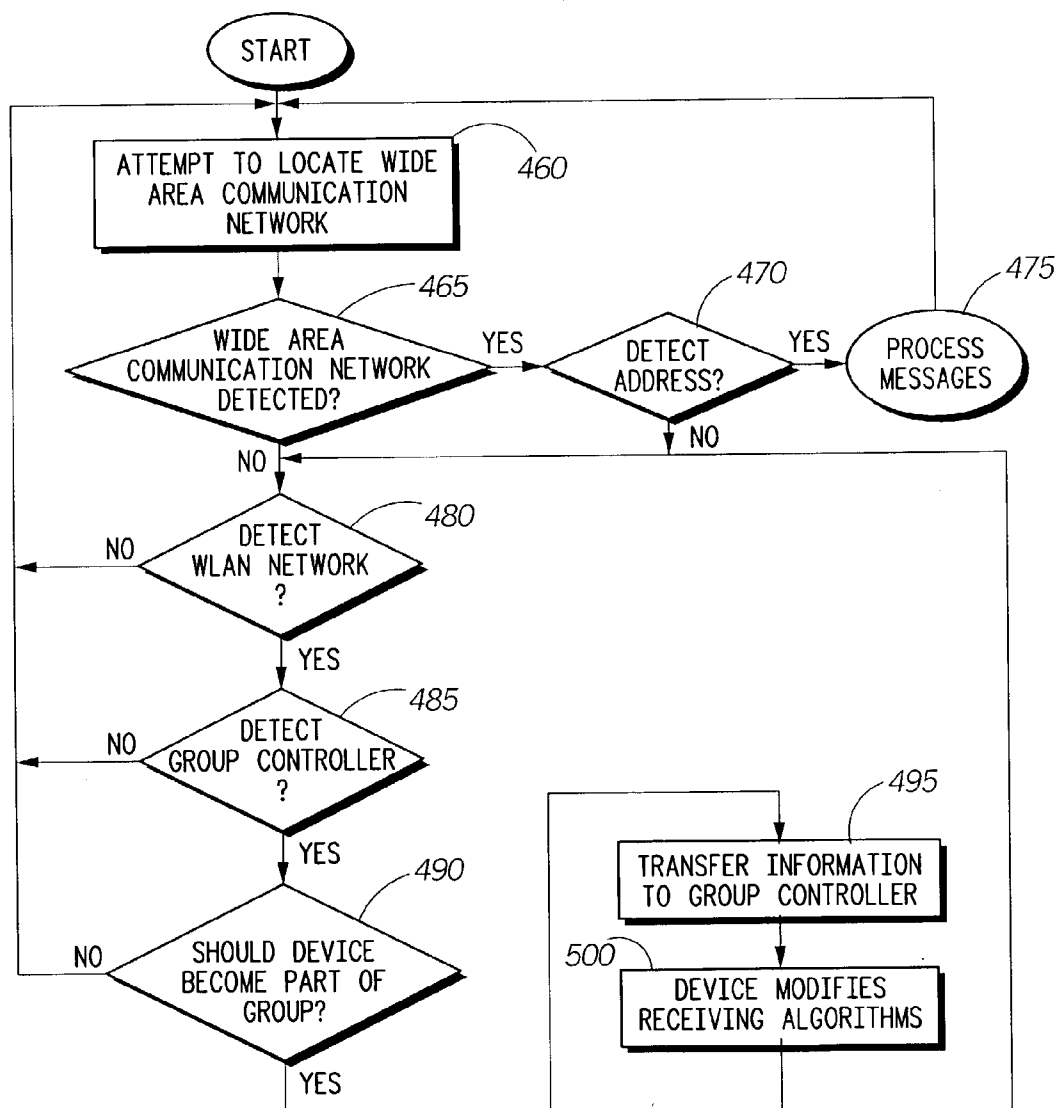 START
ATTEMPT TO LOCATE WIDE
AREA COMMUNICATION
NETWORK
460
WIDE AREA
COMMUNICATION NETWORK
DETECTED?
465
YES
DETECT
ADDRESS?
470
YES
PROCESS
MESSAGES
475
NO
NO
DETECT
WLAN NETWORK
?
480
NO
YES
DETECT
GROUP CONTROLLER
?
485
NO
YES
SHOULD DEVICE
BECOME PART OF
GROUP?
490
NO
YES
TRANSFER INFORMATION
TO GROUP CONTROLLER
495
500
DEVICE MODIFIES
RECEIVING ALGORITHMS